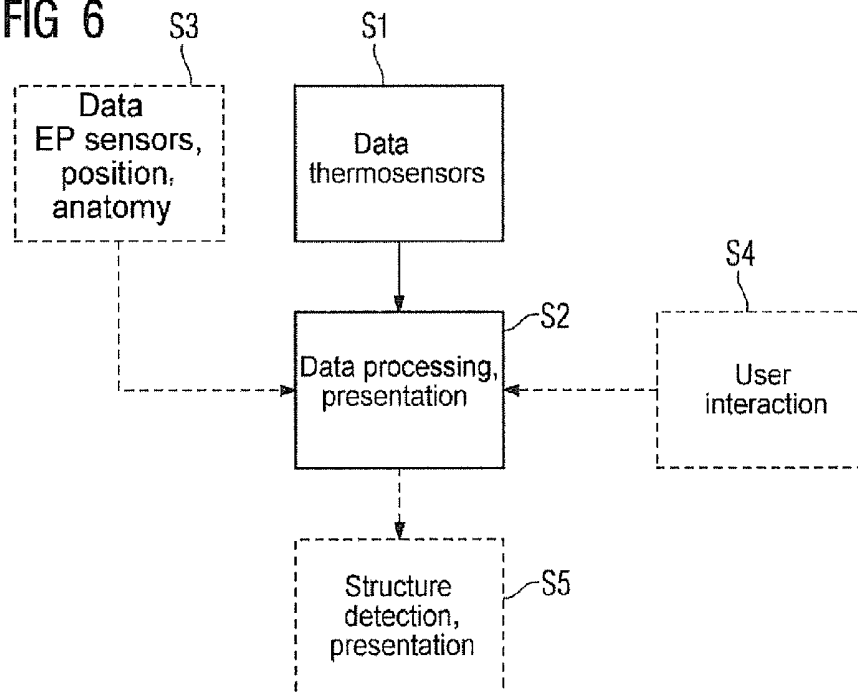 FIG 6
S3
S1
Data
EP sensors,
position,
anatomy
Data
thermosensors
S4
S2
Data processing,
presentation
User
interaction
Structure
detection,
presentation
S5